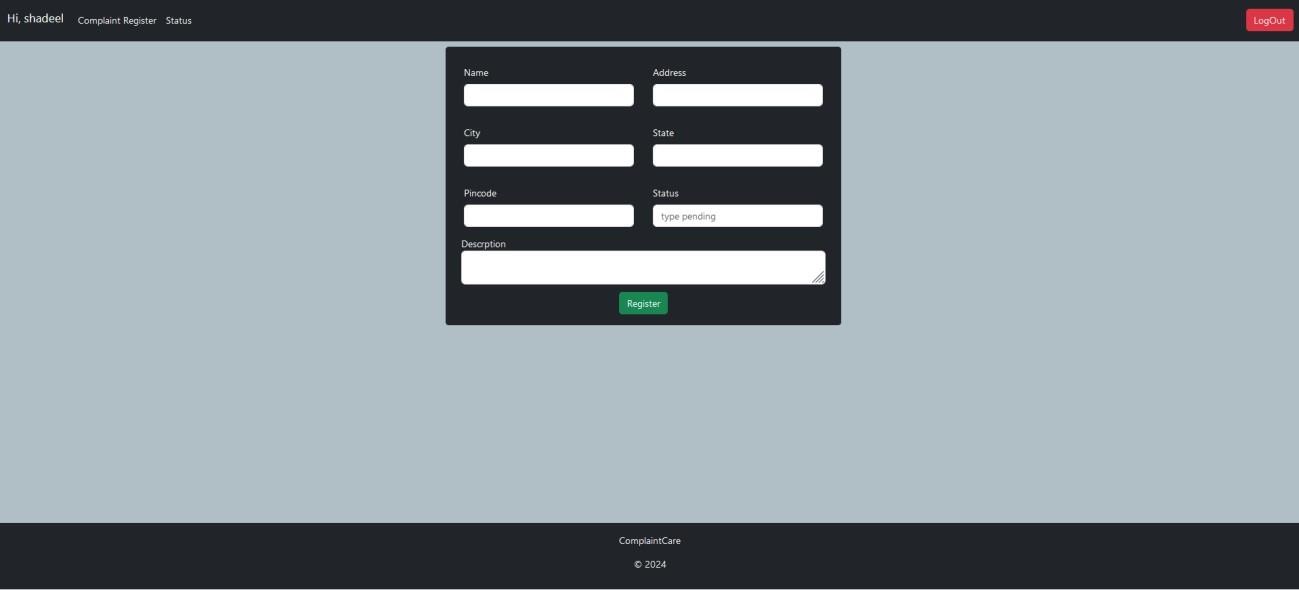 Hi, shadeel Complaint Register Status LogOut
Name Address
City State
Pincode Status
type pending
Descrption
Register
ComplaintCare
© 2024